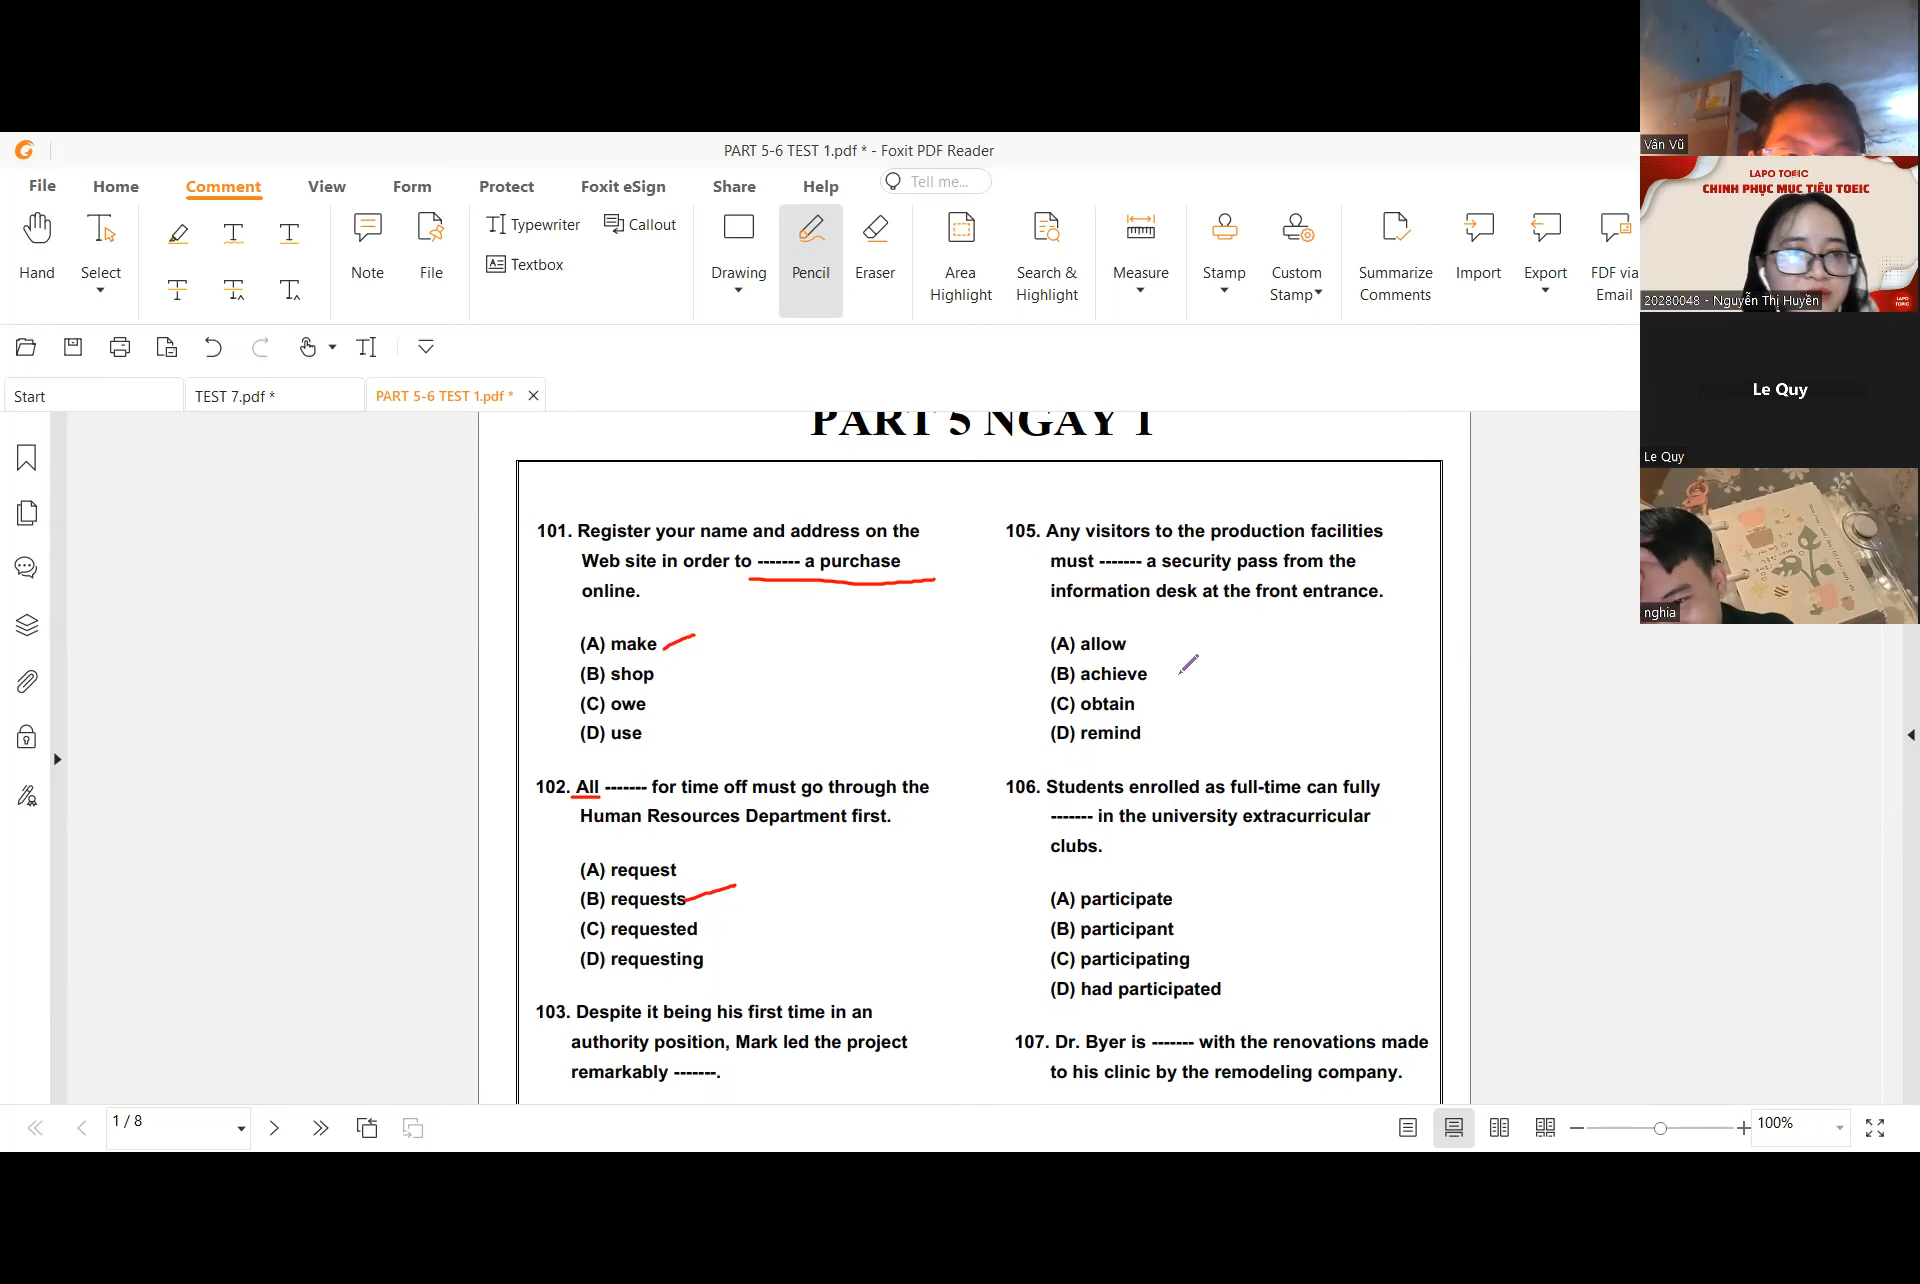 PART 5-6 TEST 1.pdf * - Foxit PDF Reader
File Home Comment View Form Protect Foxit eSign Share Help Tell me...
Hand
Select
Note
File
Typewriter
Callout
Textbox
Drawing
Pencil
Eraser
Area Highlight
Search & Highlight
Measure
Stamp
Custom Stamp
Summarize Comments
Import
Export
FDF via Email
Start
TEST 7.pdf *
PART 5-6 TEST 1.pdf *
PART 5 NGAY 1
101. Register your name and address on the
Web site in order to ------- a purchase
online.
(A) make
(B) shop
(C) owe
(D) use
102. All ------- for time off must go through the
Human Resources Department first.
(A) request
(B) requests
(C) requested
(D) requesting
103. Despite it being his first time in an
authority position, Mark led the project
remarkably -------.
105. Any visitors to the production facilities
must ------- a security pass from the
information desk at the front entrance.
(A) allow
(B) achieve
(C) obtain
(D) remind
106. Students enrolled as full-time can fully
------- in the university extracurricular
clubs.
(A) participate
(B) participant
(C) participating
(D) had participated
107. Dr. Byer is ------- with the renovations made
to his clinic by the remodeling company.
1 / 8
100%
Vân Vũ
LAPO TOEIC
CHINH PHỤC MỤC TIÊU TOEIC
20280048 - Nguyễn Thị Huyền
Le Quy
Le Quy
nghia